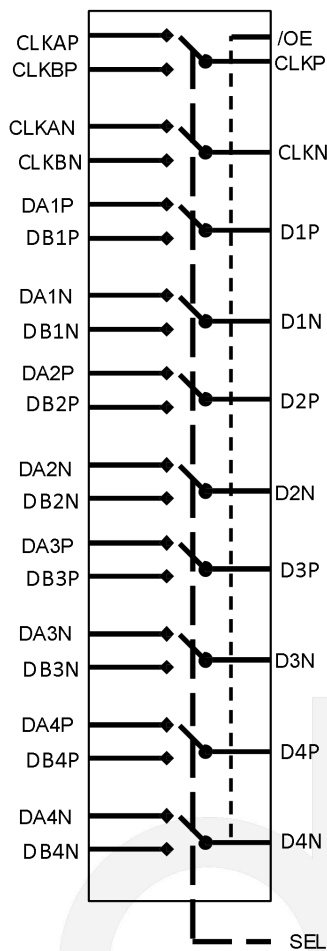 CLKAP
/OE
CLKBP
CLKP
CLKAN
CLKBN
CLKN
DA1P
DB1P
D1P
DA1N
DB1N
D1N
DA2P
DB2P
D2P
DA2N
DB2N
D2N
DA3P
DB3P
D3P
DA3N
DB3N
D3N
DA4P
DB4P
D4P
DA4N
DB4N
D4N
SEL